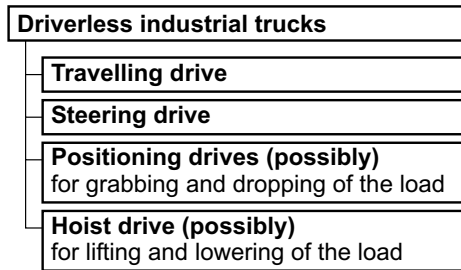 Driverless industrial trucks
Travelling drive
Steering drive
Positioning drives (possibly)
for grabbing and dropping of the load
Hoist drive (possibly)
for lifting and lowering of the load